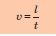 v = l/t